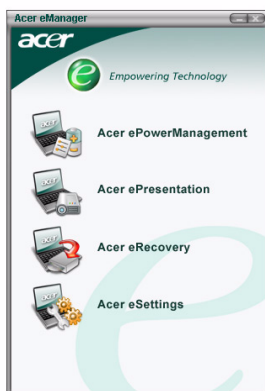 Acer eManager
acer
e
Empowering Technology
Acer ePowerManagement
Acer ePresentation
Acer eRecovery
Acer eSettings